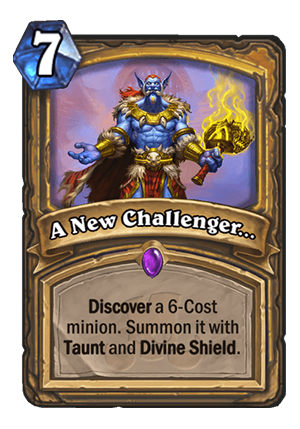 7
A New Challenger...
Discover a 6-Cost
minion. Summon it with
Taunt and Divine Shield.